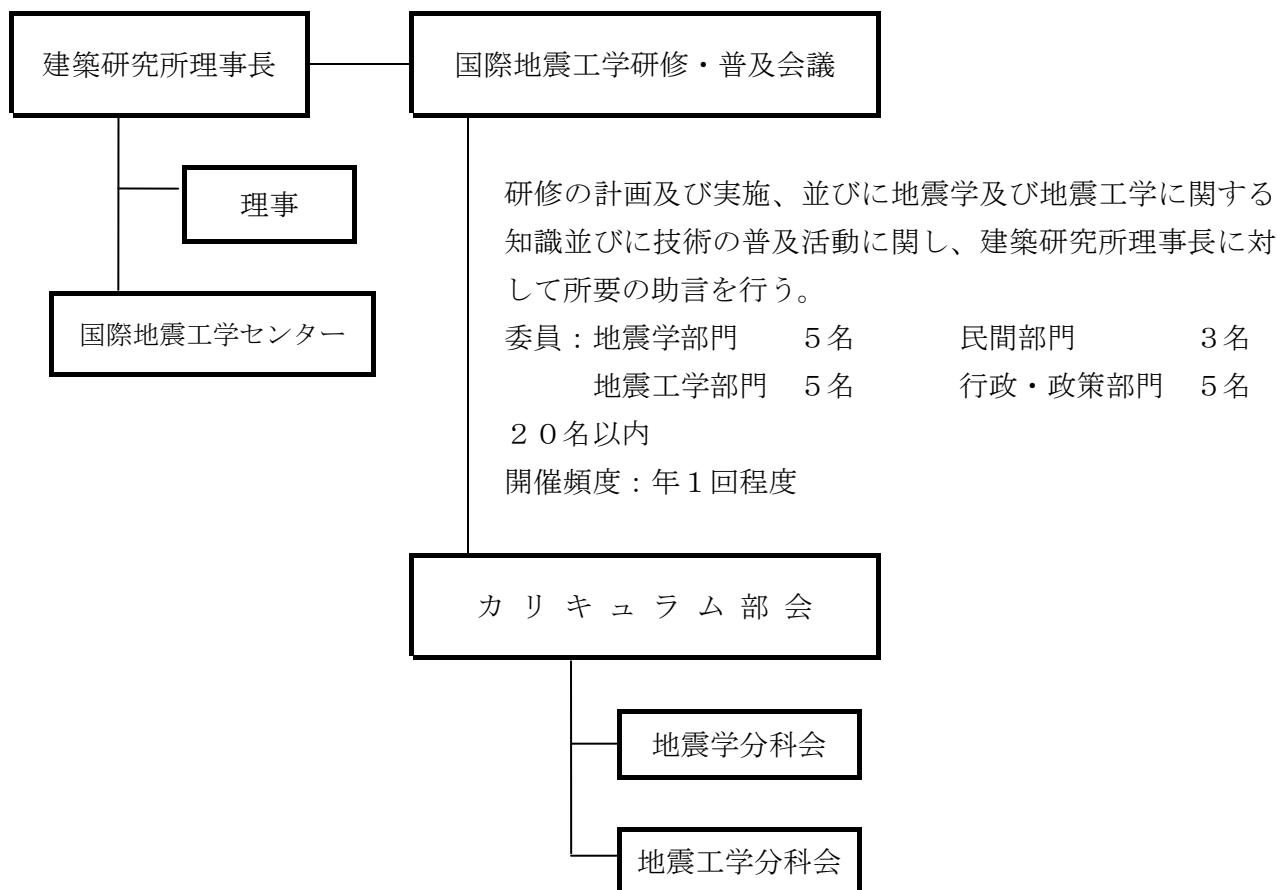 建築研究所理事長
国際地震工学研修・普及会議
理事
国際地震工学センター
研修の計画及び実施、並びに地震学及び地震工学に関する
知識並びに技術の普及活動に関し、建築研究所理事長に対
して所要の助言を行う。
委員：地震学部門　５名　民間部門　３名
地震工学部門　５名　行政・政策部門　５名
２０名以内
開催頻度：年１回程度
カリキュラム部会
地震学分科会
地震工学分科会